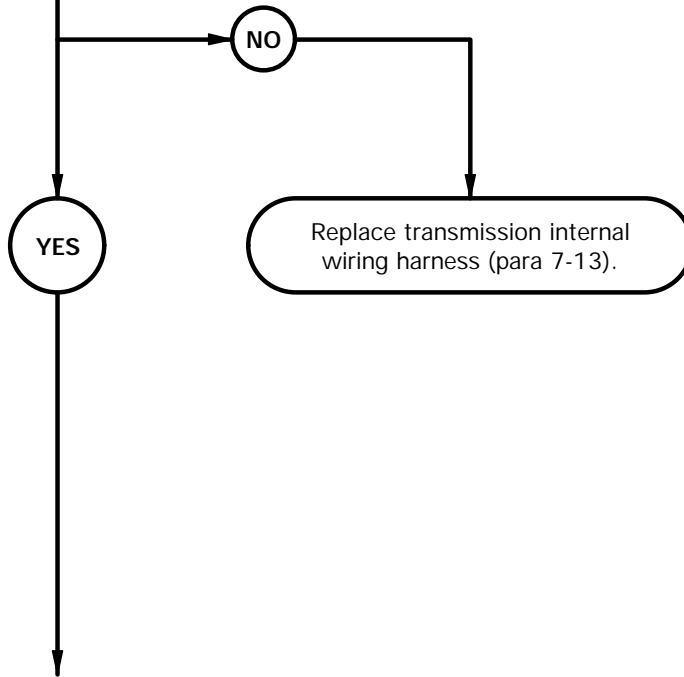 NO
YES
Replace transmission internal
wiring harness (para 7-13).